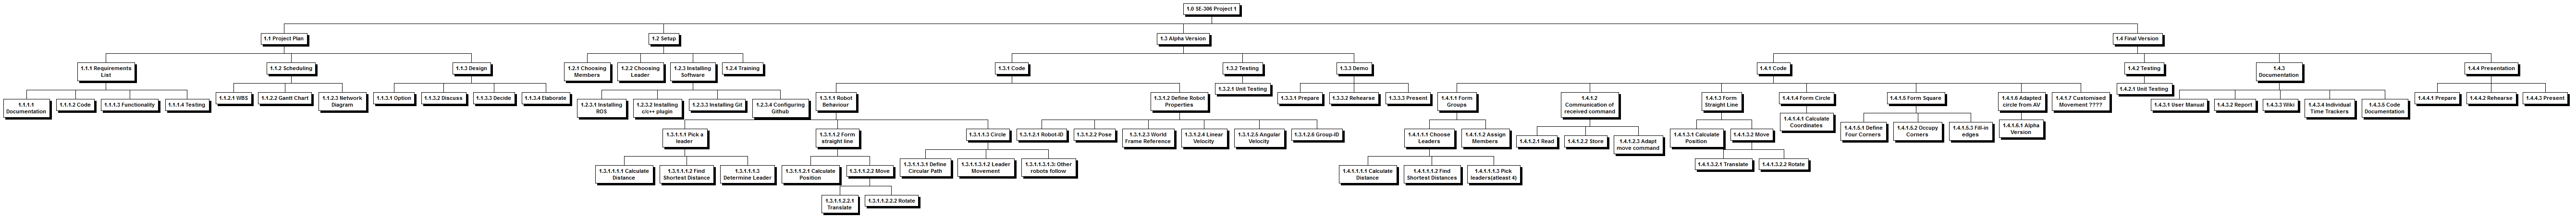 1.0 SE-306 Project 1
1.1 Project Plan
1.2 Setup
1.3 Alpha Version
1.4 Final Version
1.1.1 Requirements
List
1.1.2 Scheduling
1.1.3 Design
1.2.1 Choosing
Members
1.2.2 Choosing
Leader
1.2.3 Installing
Software
1.2.4 Training
1.3.1 Code
1.3.2 Testing
1.3.3 Demo
1.4.1 Code
1.4.2 Testing
1.4.3
Documentation
1.4.4 Presentation
1.1.1.1
Documentation
1.1.1.2 Code
1.1.1.3 Functionality
1.1.1.4 Testing
1.1.2.1 WBS
1.1.2.2 Gantt Chart
1.1.2.3 Network
Diagram
1.1.3.1 Option
1.1.3.2 Discuss
1.1.3.3 Decide
1.1.3.4 Elaborate
1.2.3.1 Installing
ROS
1.2.3.2 Installing
c/c++ plugin
1.2.3.3 Installing Git
1.2.3.4 Configuring
Github
1.3.1.1 Robot
Behaviour
1.3.1.2 Define Robot
Properties
1.3.2.1 Unit Testing
1.3.3.1 Prepare
1.3.3.2 Rehearse
1.3.3.3 Present
1.4.1.1 Form
Groups
1.4.1.2
Communication of
received command
1.4.1.3 Form
Straight Line
1.4.1.4 Form Circle
1.4.1.5 Form Square
1.4.1.6 Adapted
circle from AV
1.4.1.7 Customised
Movement ????
1.4.2.1 Unit Testing
1.4.3.1 User Manual
1.4.3.2 Report
1.4.3.3 Wiki
1.4.3.4 Individual
Time Trackers
1.4.3.5 Code
Documentation
1.4.4.1 Prepare
1.4.4.2 Rehearse
1.4.4.3 Present
1.3.1.1.1 Pick a
leader
1.3.1.1.2 Form
straight line
1.3.1.1.3 Circle
1.3.1.2.1 Robot-ID
1.3.1.2.2 Pose
1.3.1.2.3 World
Frame Reference
1.3.1.2.4 Linear
Velocity
1.3.1.2.5 Angular
Velocity
1.3.1.2.6 Group-ID
1.4.1.1.1 Choose
Leaders
1.4.1.1.2 Assign
Members
1.4.1.2.1 Read
1.4.1.2.2 Store
1.4.1.2.3 Adapt
move command
1.4.1.3.1 Calculate
Position
1.4.1.3.2 Move
1.4.1.4.1 Calculate
Coordinates
1.4.1.5.1 Define
Four Corners
1.4.1.5.2 Occupy
Corners
1.4.1.5.3 Fill-in
edges
1.4.1.6.1 Alpha
Version
1.3.1.1.1.1 Calculate
Distance
1.3.1.1.1.2 Find
Shortest Distance
1.3.1.1.1.3
Determine Leader
1.3.1.1.2.1 Calculate
Position
1.3.1.1.2.2 Move
1.3.1.1.3.1 Define
Circular Path
1.3.1.1.3.1.2 Leader
Movement
1.3.1.1.3.1.3: Other
robots follow
1.4.1.1.1.1 Calculate
Distance
1.4.1.1.1.2 Find
Shortest Distances
1.4.1.1.1.3 Pick
leaders(atleast 4)
1.4.1.3.2.1 Translate
1.4.1.3.2.2 Rotate
1.3.1.1.2.2.1
Translate
1.3.1.1.2.2.2 Rotate